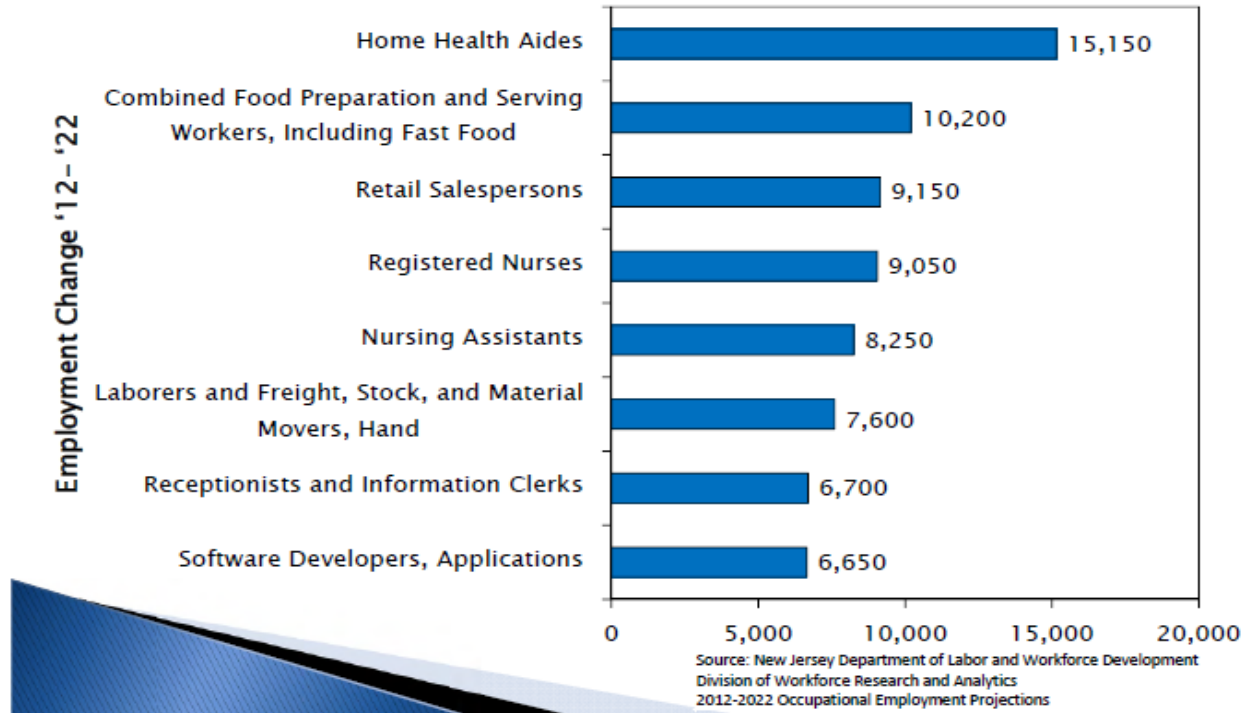 Employment Change ‘12– ‘22
Home Health Aides
15,150
Combined Food Preparation and Serving
Workers, Including Fast Food
10,200
Retail Salespersons
9,150
Registered Nurses
9,050
Nursing Assistants
8,250
Laborers and Freight, Stock, and Material
Movers, Hand
7,600
Receptionists and Information Clerks
6,700
Software Developers, Applications
6,650
0 5,000 10,000 15,000 20,000
Source: New Jersey Department of Labor and Workforce Development
Division of Workforce Research and Analytics
2012-2022 Occupational Employment Projections